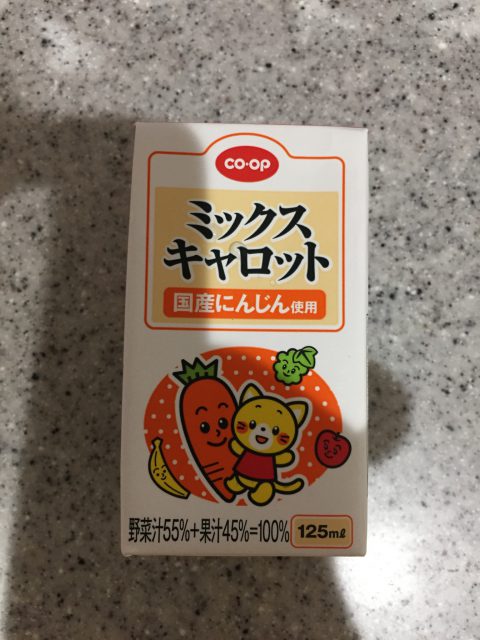 CO·OP
ミックス
キャロット
国産にんじん使用
野菜汁55%+果汁45%=100% 125mℓ